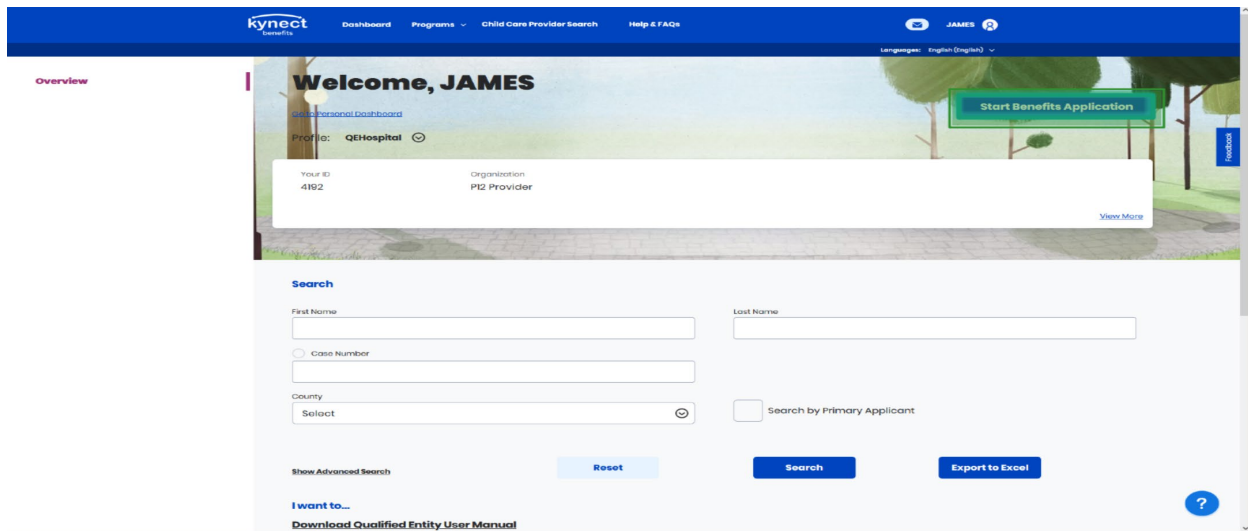 kynect
benefits
Dashboard Programs Child Care Provider Search Help & FAQs JAMES
Languages: English (English)
Overview
Welcome, JAMES
Start Benefits Application
Go to Personal Dashboard
Profile: QEHospital
Feedback
Your ID Organization
4192 P12 Provider
View More
Search
First Name Last Name
Case Number
County
Select Search by Primary Applicant
Show Advanced Search Reset Search Export to Excel
I want to...
?
Download Qualified Entity User Manual